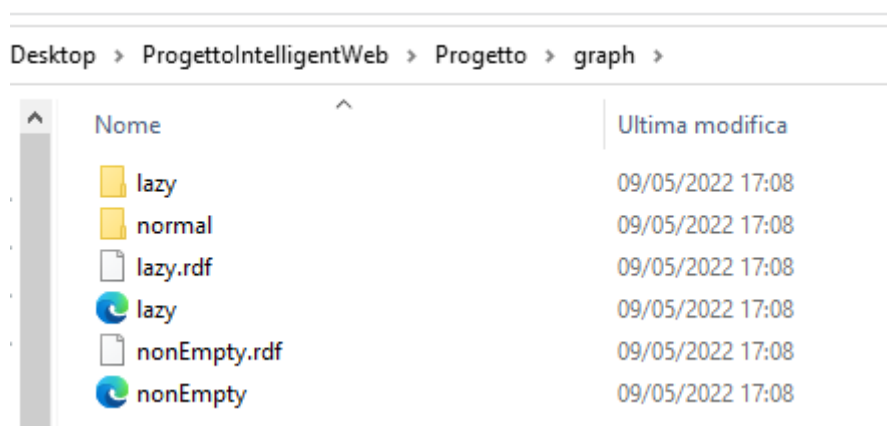 Desktop > ProgettoIntelligentWeb > Progetto > graph >
Nome Ultima modifica
lazy 09/05/2022 17:08
normal 09/05/2022 17:08
lazy.rdf 09/05/2022 17:08
lazy 09/05/2022 17:08
nonEmpty.rdf 09/05/2022 17:08
nonEmpty 09/05/2022 17:08